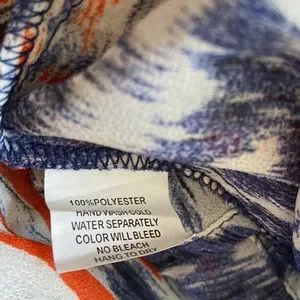 100%POLYESTER
HAND WASH COLD
WATER SEPARATELY
COLOR WILL BLEED
NO BLEACH
HANG TO DRY